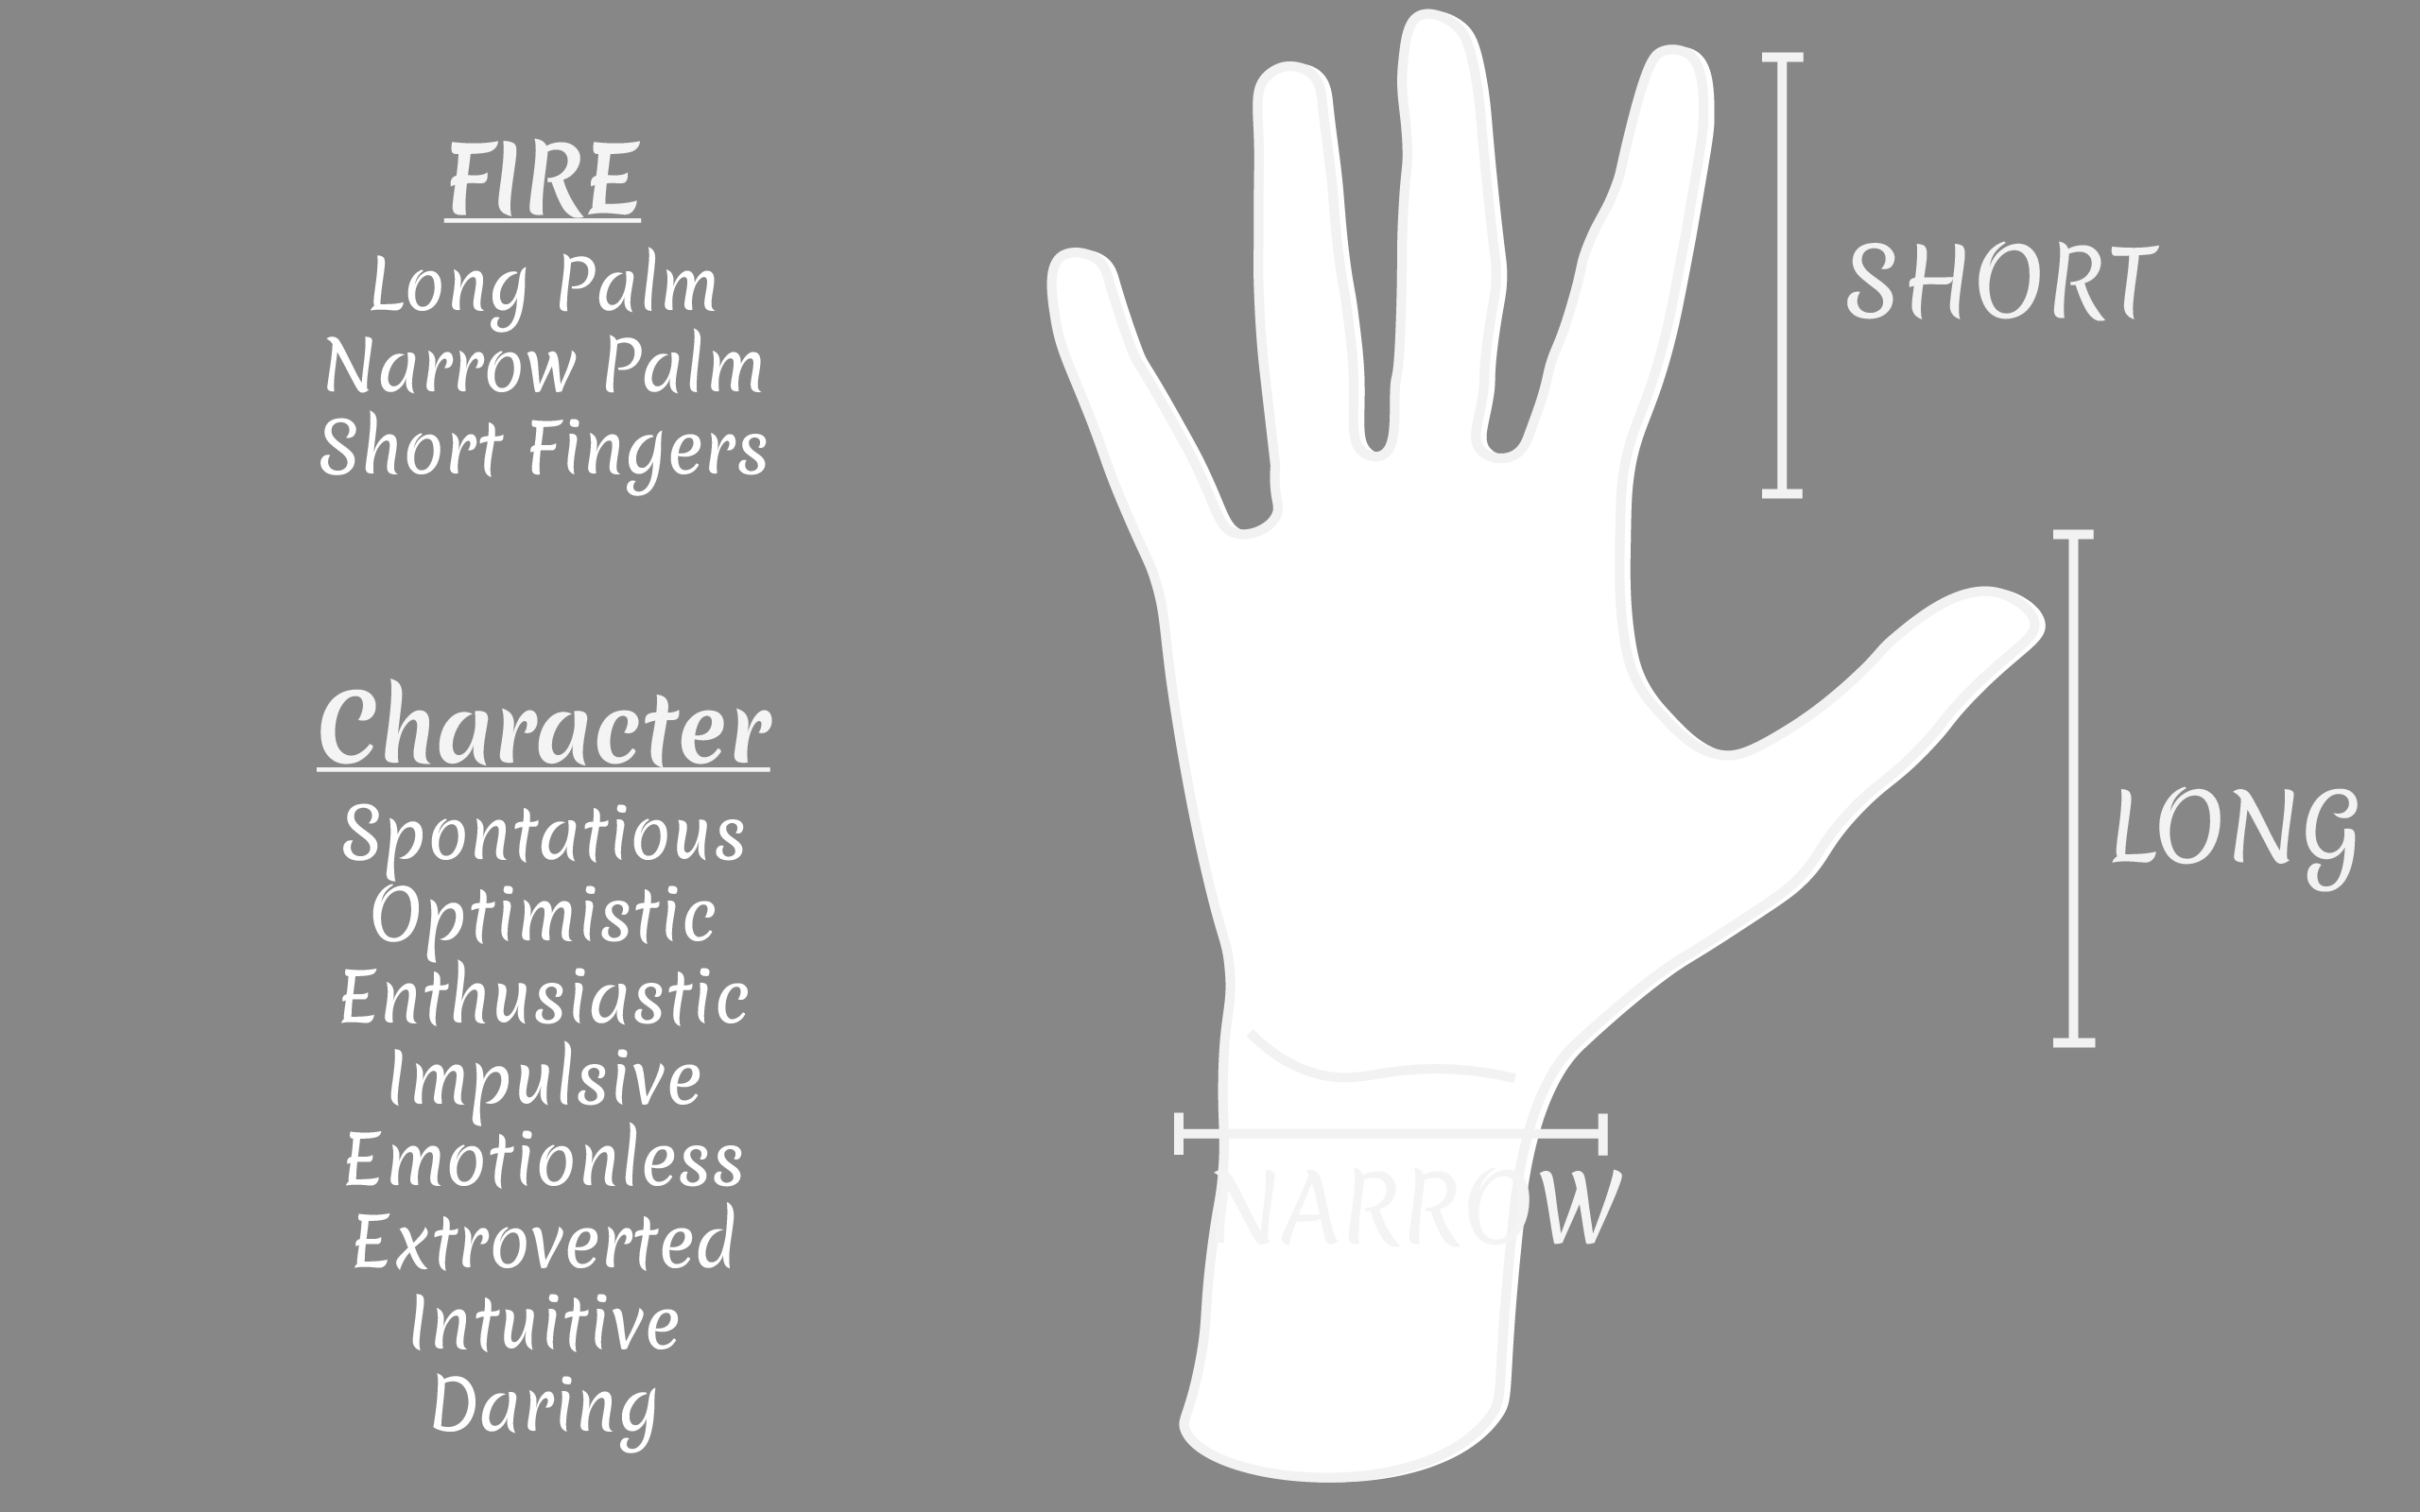 FIRE
Long Palm
Narrow Palm
Short Fingers
Character
Spontatious
Optimistic
Enthusiastic
Impulsive
Emotionless
Extroverted
Intuitive
Daring
SHORT
LONG
NARROW